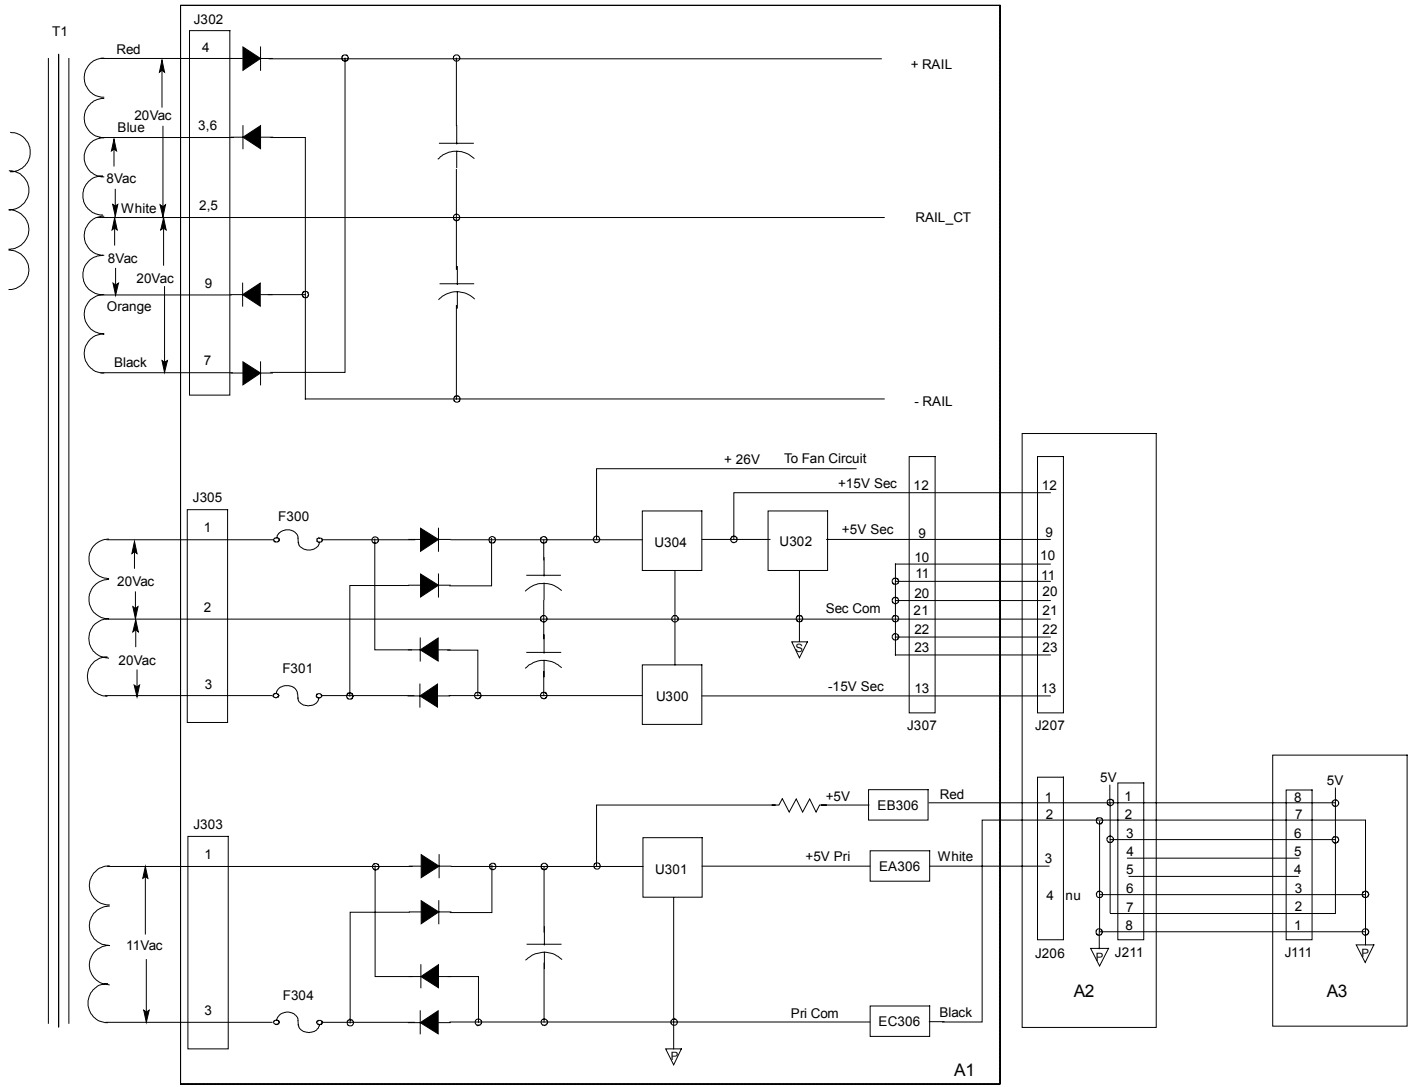 T1
J302
Red
4
+ RAIL
20Vac
Blue
3,6
8Vac
White
2,5
RAIL_CT
8Vac
20Vac
9
Orange
Black
7
- RAIL
+ 26V
To Fan Circuit
J305
1
F300
20Vac
2
20Vac
3
F301
U304
U302
U300
+15V Sec
+5V Sec
Sec Com
S
-15V Sec
12
9
10
11
20
21
22
23
13
J307
12
9
10
11
20
21
22
23
13
J207
J303
1
11Vac
3
F304
U301
+5V
EB306
Red
+5V Pri
EA306
White
Pri Com
EC306
Black
P
A1
1
2
3
4 nu
J206
5V
1
2
3
4
5
6
7
8
P
J211
A2
8
7
6
5
4
3
2
1
J111
5V
P
A3